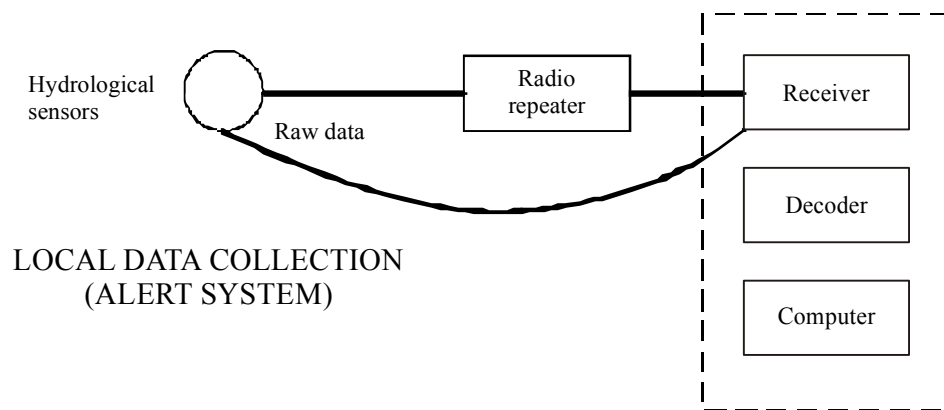 Hydrological
sensors
Raw data
Radio
repeater
Receiver
Decoder
Computer
LOCAL DATA COLLECTION
(ALERT SYSTEM)